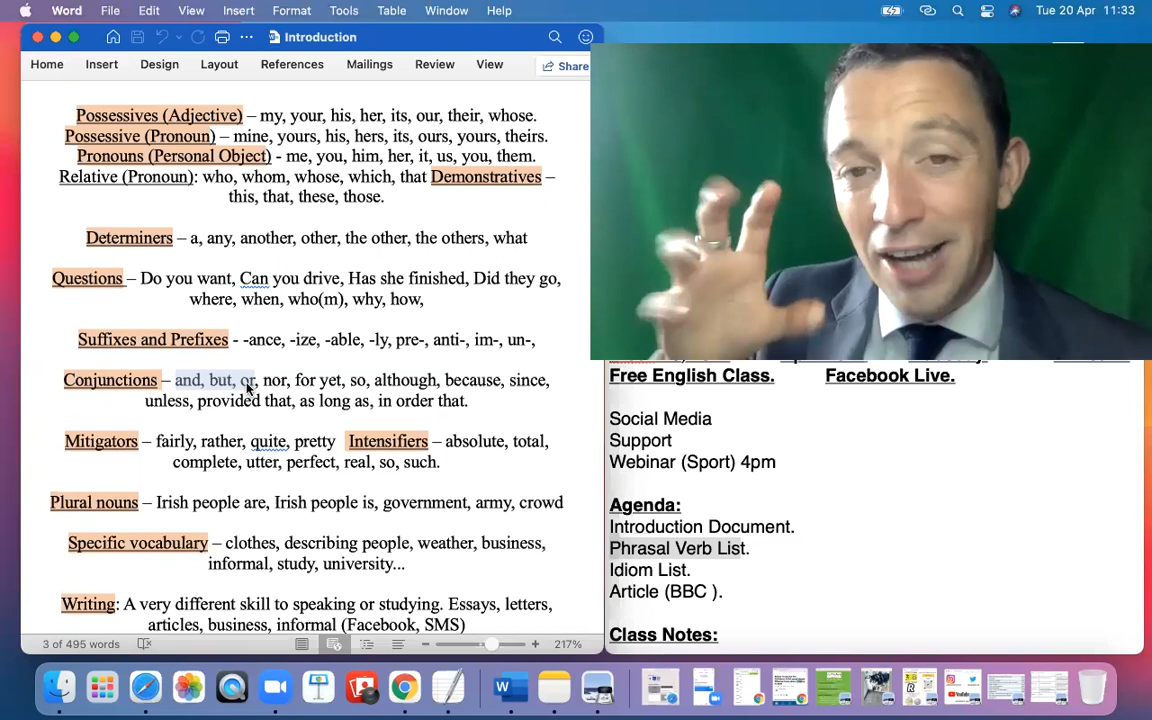 Word File Edit View Insert Format Tools Table Window Help Tue 20 Apr 11:33
Introduction
Home Insert Design Layout References Mailings Review View Share
Possessives (Adjective) – my, your, his, her, its, our, their, whose.
Possessive (Pronoun) – mine, yours, his, hers, its, ours, yours, theirs.
Pronouns (Personal Object) - me, you, him, her, it, us, you, them.
Relative (Pronoun): who, whom, whose, which, that Demonstratives –
this, that, these, those.
Determiners – a, any, another, other, the other, the others, what
Questions – Do you want, Can you drive, Has she finished, Did they go,
where, when, who(m), why, how,
Suffixes and Prefixes - -ance, -ize, -able, -ly, pre-, anti-, im-, un-,
Conjunctions – and, but, or, nor, for yet, so, although, because, since,
unless, provided that, as long as, in order that.
Mitigators – fairly, rather, quite, pretty Intensifiers – absolute, total,
complete, utter, perfect, real, so, such.
Plural nouns – Irish people are, Irish people is, government, army, crowd
Specific vocabulary – clothes, describing people, weather, business,
informal, study, university...
Writing: A very different skill to speaking or studying. Essays, letters,
articles, business, informal (Facebook, SMS)
3 of 495 words 217%
Free English Class. Facebook Live.
Social Media
Support
Webinar (Sport) 4pm
Agenda:
Introduction Document.
Phrasal Verb List.
Idiom List.
Article (BBC ).
Class Notes: